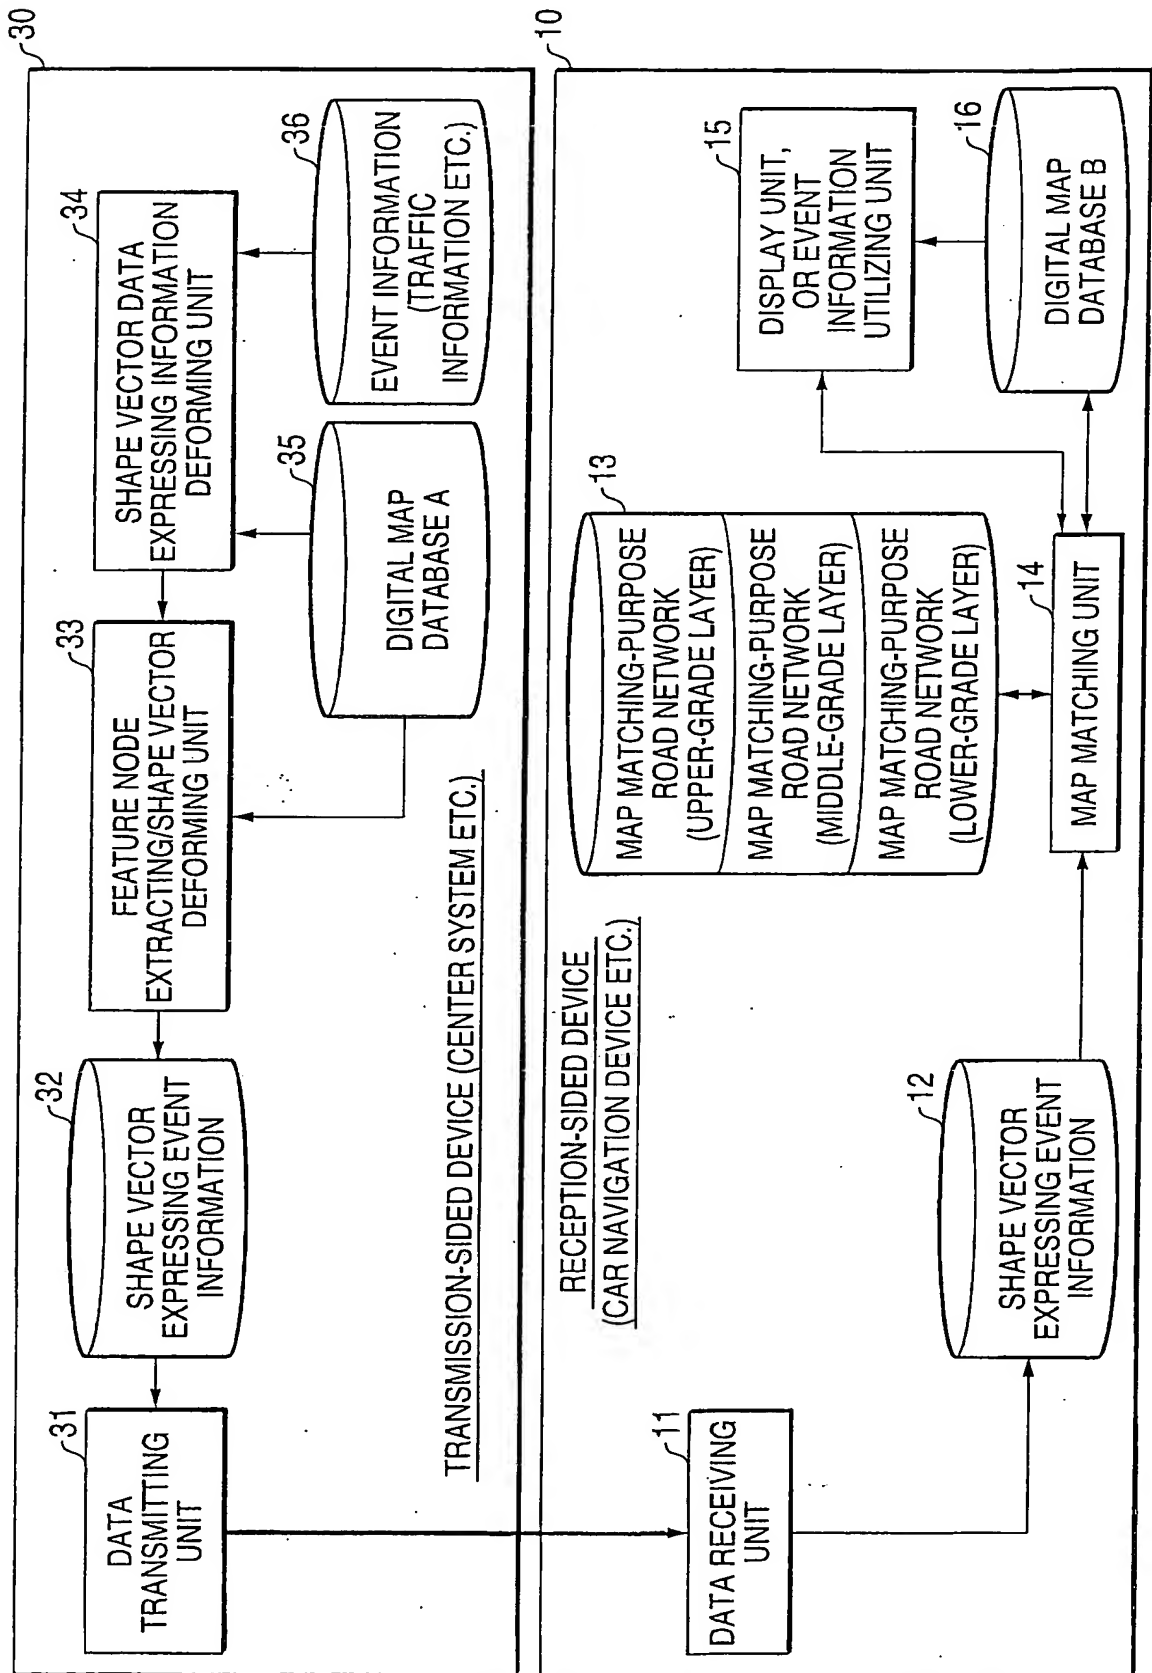 30
31
DATA
TRANSMITTING
UNIT
32
SHAPE VECTOR
EXPRESSING EVENT
INFORMATION
33
FEATURE NODE
EXTRACTING/SHAPE VECTOR
DEFORMING UNIT
34
SHAPE VECTOR DATA
EXPRESSING INFORMATION
DEFORMING UNIT
35
DIGITAL MAP
DATABASE A
36
EVENT INFORMATION
(TRAFFIC
INFORMATION ETC.)
TRANSMISSION-SIDED DEVICE (CENTER SYSTEM ETC.)
10
RECEPTION-SIDED DEVICE
(CAR NAVIGATION DEVICE ETC.)
11
DATA RECEIVING
UNIT
12
SHAPE VECTOR
EXPRESSING EVENT
INFORMATION
13
MAP MATCHING-PURPOSE
ROAD NETWORK
(UPPER-GRADE LAYER)
MAP MATCHING-PURPOSE
ROAD NETWORK
(MIDDLE-GRADE LAYER)
MAP MATCHING-PURPOSE
ROAD NETWORK
(LOWER-GRADE LAYER)
14
MAP MATCHING UNIT
15
DISPLAY UNIT,
OR EVENT
INFORMATION
UTILIZING UNIT
16
DIGITAL MAP
DATABASE B